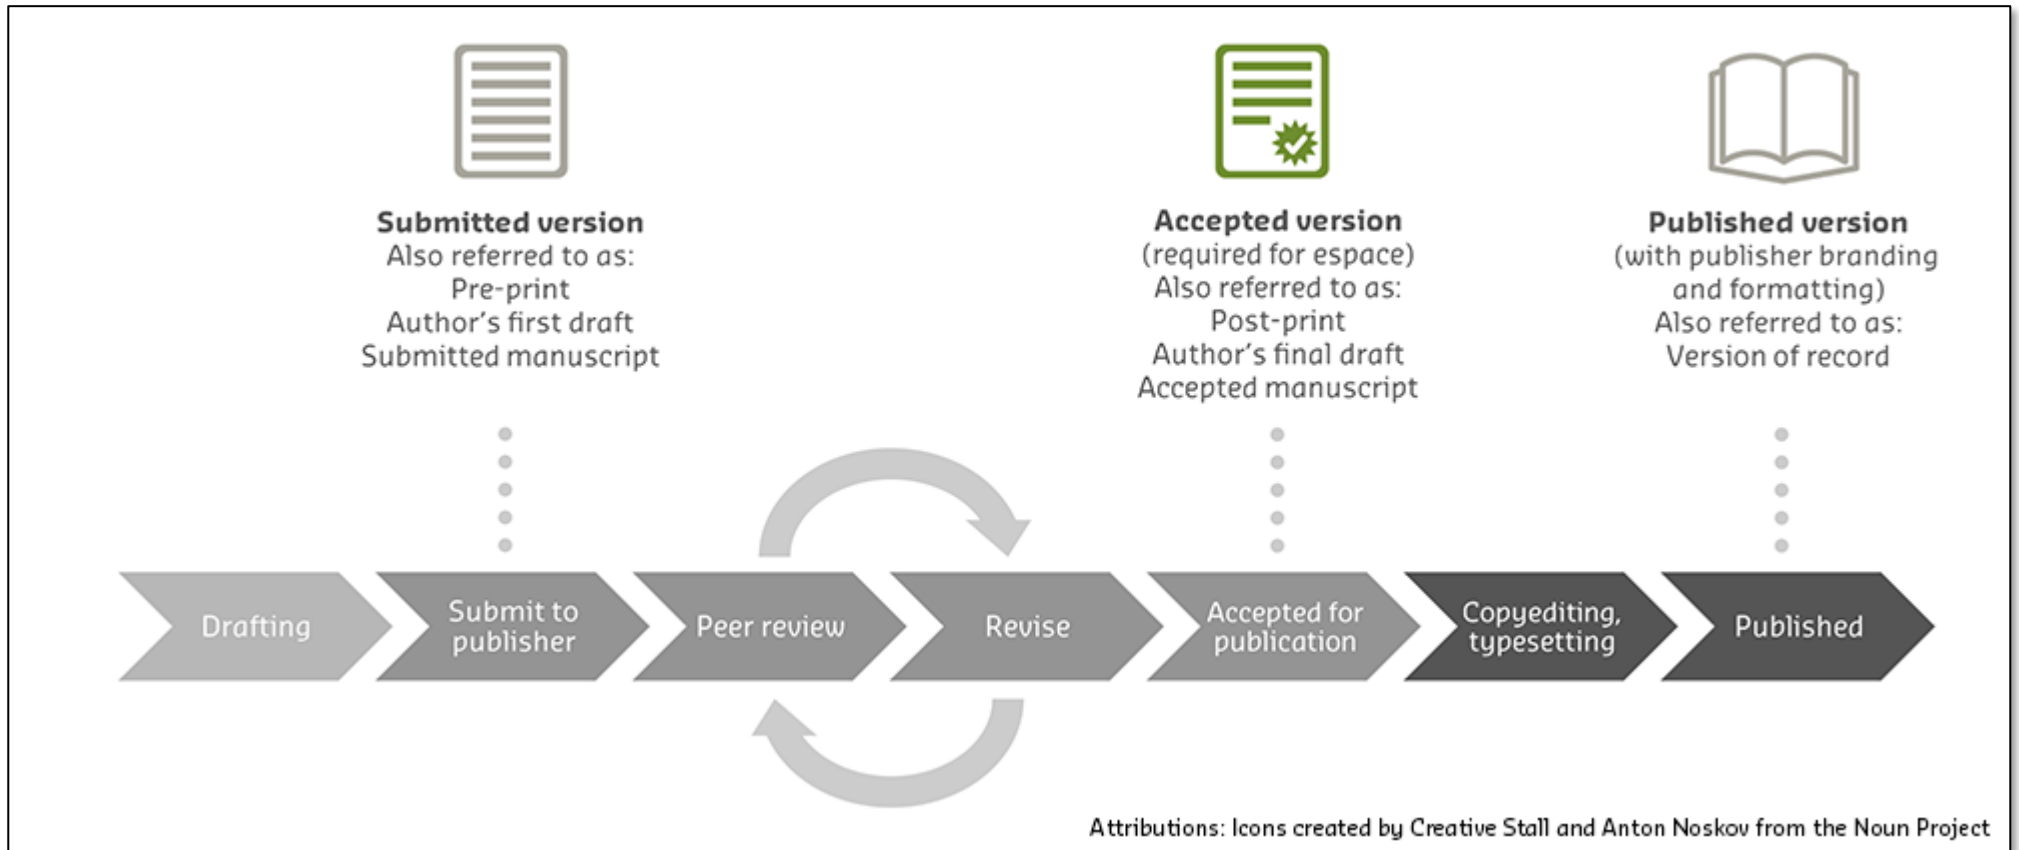 Submitted version
Also referred to as:
Pre-print
Author's first draft
Submitted manuscript
Accepted version
(required for espace)
Also referred to as:
Post-print
Author's final draft
Accepted manuscript
Published version
(with publisher branding
and formatting)
Also referred to as:
Version of record
Drafting
Submit to
publisher
Peer review
Revise
Accepted for
publication
Copyediting,
typesetting
Published
Attributions: Icons created by Creative Stall and Anton Noskov from the Noun Project